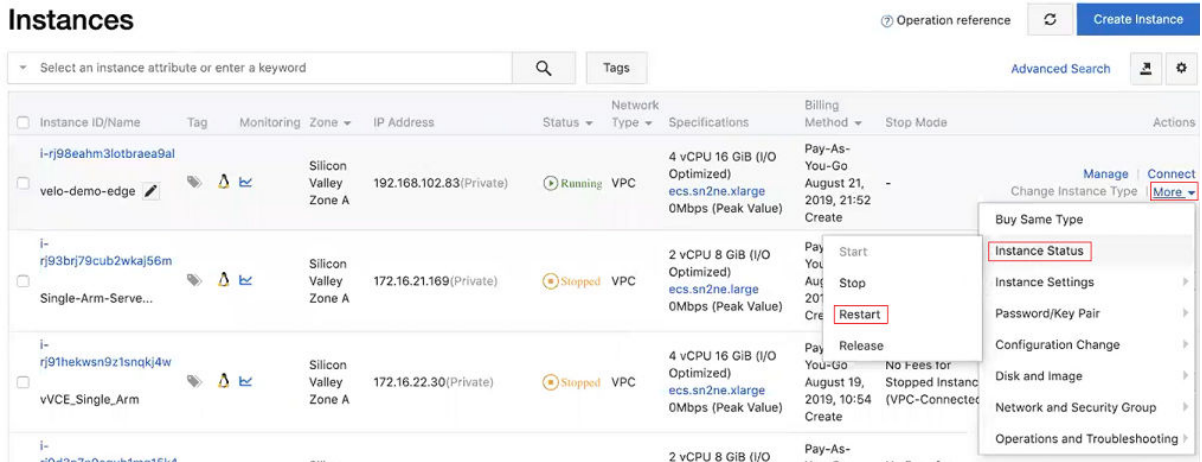 Instances
Operation reference
Create Instance
Select an instance attribute or enter a keyword
Tags
Advanced Search
Instance ID/Name Tag Monitoring Zone IP Address Status Network Type Specifications Billing Method Stop Mode Actions
i-rj98eahm3lotbraea9al
velo-demo-edge
Silicon
Valley
Zone A
192.168.102.83(Private)
Running
VPC
4 vCPU 16 GiB (I/O
Optimized)
ecs.sn2ne.xlarge
0Mbps (Peak Value)
Pay-As-
You-Go
August 21,
2019, 21:52
Create
-
Manage | Connect
Change Instance Type | More
i-
rj93brj79cub2wkaj56m
Single-Arm-Serve...
Silicon
Valley
Zone A
172.16.21.169(Private)
Stopped
VPC
2 vCPU 8 GiB (I/O
Optimized)
ecs.sn2ne.large
0Mbps (Peak Value)
Pay
You
Aug
201
Cre
Start
Stop
Restart
Release
Buy Same Type
Instance Status
Instance Settings
Password/Key Pair
Configuration Change
Disk and Image
Network and Security Group
Operations and Troubleshooting
i-
rj91hekwsn9z1snqkj4w
vVCE_Single_Arm
Silicon
Valley
Zone A
172.16.22.30(Private)
Stopped
VPC
4 vCPU 16 GiB (I/O
Optimized)
ecs.sn2ne.xlarge
0Mbps (Peak Value)
Pay
You-Go
August 19,
2019, 10:54
Create
No Fees for
Stopped Instanc
(VPC-Connected
i-
2 vCPU 8 GiB (I/O
Pay-As-